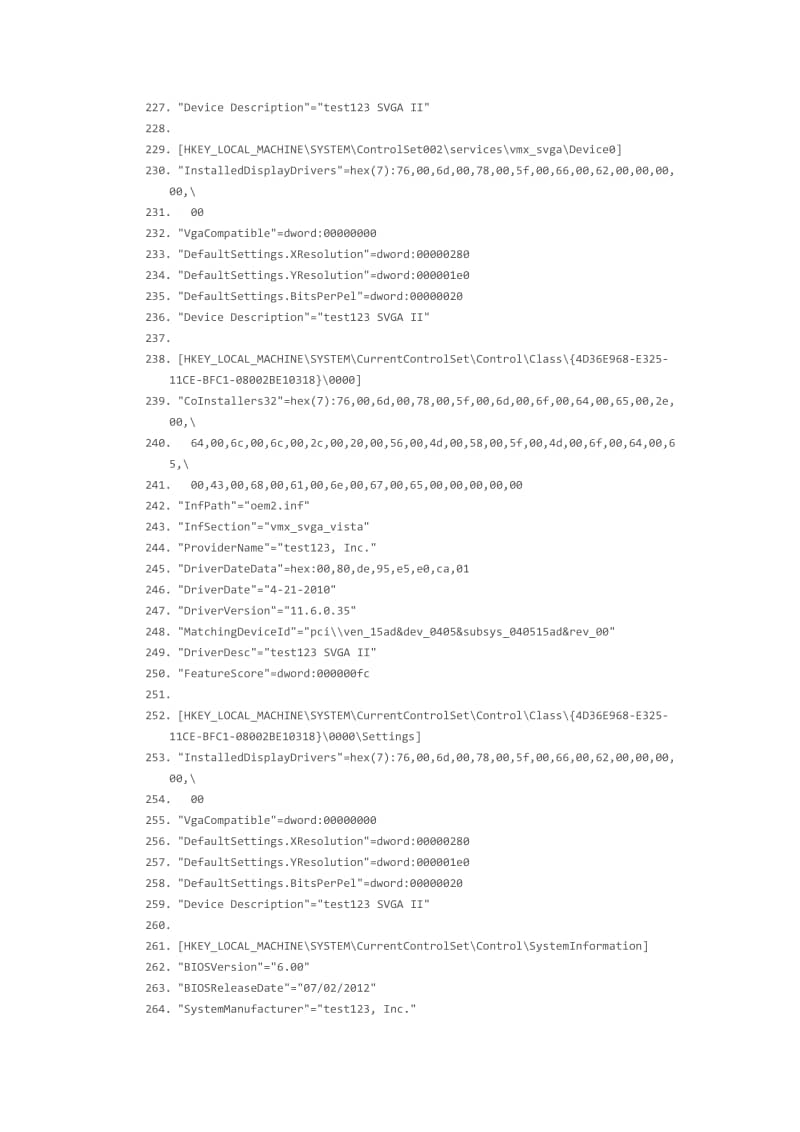 227. "Device Description"="test123 SVGA II"
228.
229. [HKEY_LOCAL_MACHINE\SYSTEM\ControlSet002\services\vmx_svga\Device0]
230. "InstalledDisplayDrivers"=hex(7):76,00,6d,00,78,00,5f,00,66,00,62,00,00,00,
00,\
231. 00
232. "VgaCompatible"=dword:00000000
233. "DefaultSettings.XResolution"=dword:00000280
234. "DefaultSettings.YResolution"=dword:000001e0
235. "DefaultSettings.BitsPerPel"=dword:00000020
236. "Device Description"="test123 SVGA II"
237.
238. [HKEY_LOCAL_MACHINE\SYSTEM\CurrentControlSet\Control\Class\{4D36E968-E325-
11CE-BFC1-08002BE10318}\0000]
239. "CoInstallers32"=hex(7):76,00,6d,00,78,00,5f,00,6d,00,6f,00,64,00,65,00,2e,
00,\
240. 64,00,6c,00,6c,00,2c,00,20,00,56,00,4d,00,58,00,5f,00,4d,00,6f,00,64,00,6
5,\
241. 00,43,00,68,00,61,00,6e,00,67,00,65,00,00,00,00,00
242. "InfPath"="oem2.inf"
243. "InfSection"="vmx_svga_vista"
244. "ProviderName"="test123, Inc."
245. "DriverDateData"=hex:00,80,de,95,e5,e0,ca,01
246. "DriverDate"="4-21-2010"
247. "DriverVersion"="11.6.0.35"
248. "MatchingDeviceId"="pci\\ven_15ad&dev_0405&subsys_040515ad&rev_00"
249. "DriverDesc"="test123 SVGA II"
250. "FeatureScore"=dword:000000fc
251.
252. [HKEY_LOCAL_MACHINE\SYSTEM\CurrentControlSet\Control\Class\{4D36E968-E325-
11CE-BFC1-08002BE10318}\0000\Settings]
253. "InstalledDisplayDrivers"=hex(7):76,00,6d,00,78,00,5f,00,66,00,62,00,00,00,
00,\
254. 00
255. "VgaCompatible"=dword:00000000
256. "DefaultSettings.XResolution"=dword:00000280
257. "DefaultSettings.YResolution"=dword:000001e0
258. "DefaultSettings.BitsPerPel"=dword:00000020
259. "Device Description"="test123 SVGA II"
260.
261. [HKEY_LOCAL_MACHINE\SYSTEM\CurrentControlSet\Control\SystemInformation]
262. "BIOSVersion"="6.00"
263. "BIOSReleaseDate"="07/02/2012"
264. "SystemManufacturer"="test123, Inc."